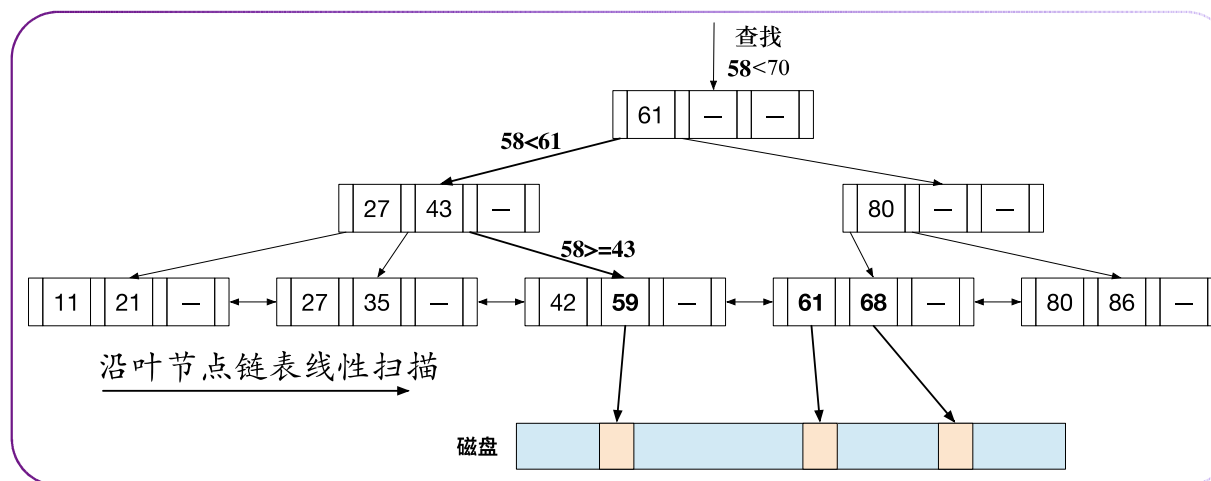 查找
58<70
61 — —
58<61
27 43 —
80 — —
58>=43
11 21 —
27 35 —
42 59 —
61 68 —
80 86 —
沿叶节点链表线性扫描
磁盘